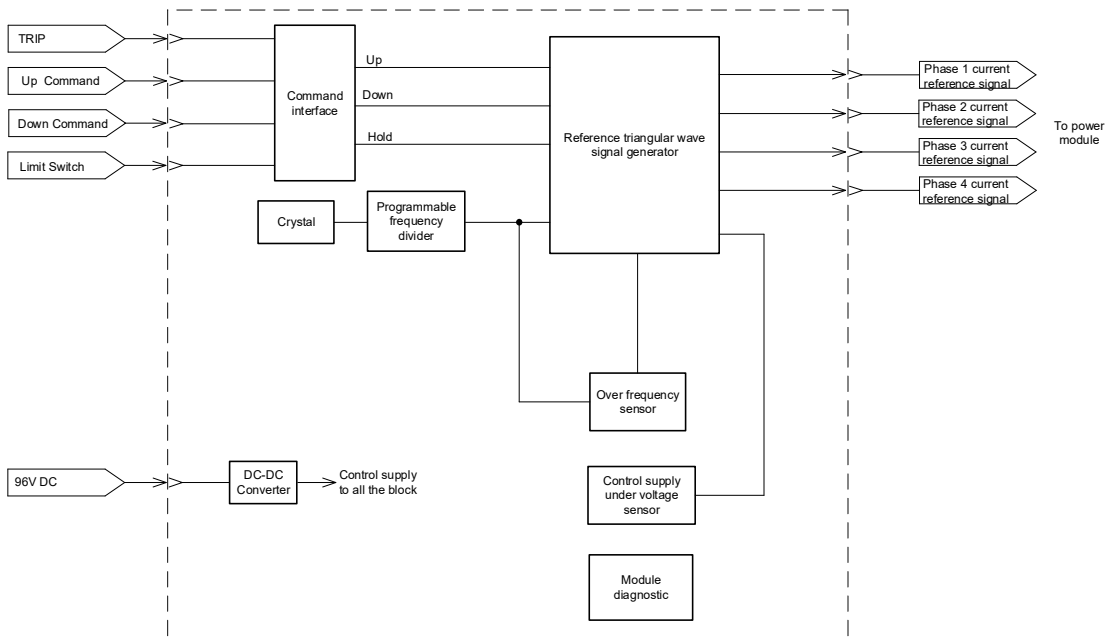 TRIP
Up Command
Down Command
Limit Switch
Command
interface
Up
Down
Hold
Reference triangular wave
signal generator
Phase 1 current
reference signal
Phase 2 current
reference signal
Phase 3 current
reference signal
Phase 4 current
reference signal
To power
module
Crystal
Programmable
frequency
divider
Over frequency
sensor
96V DC
DC-DC
Converter
Control supply
to all the block
Control supply
under voltage
sensor
Module
diagnostic